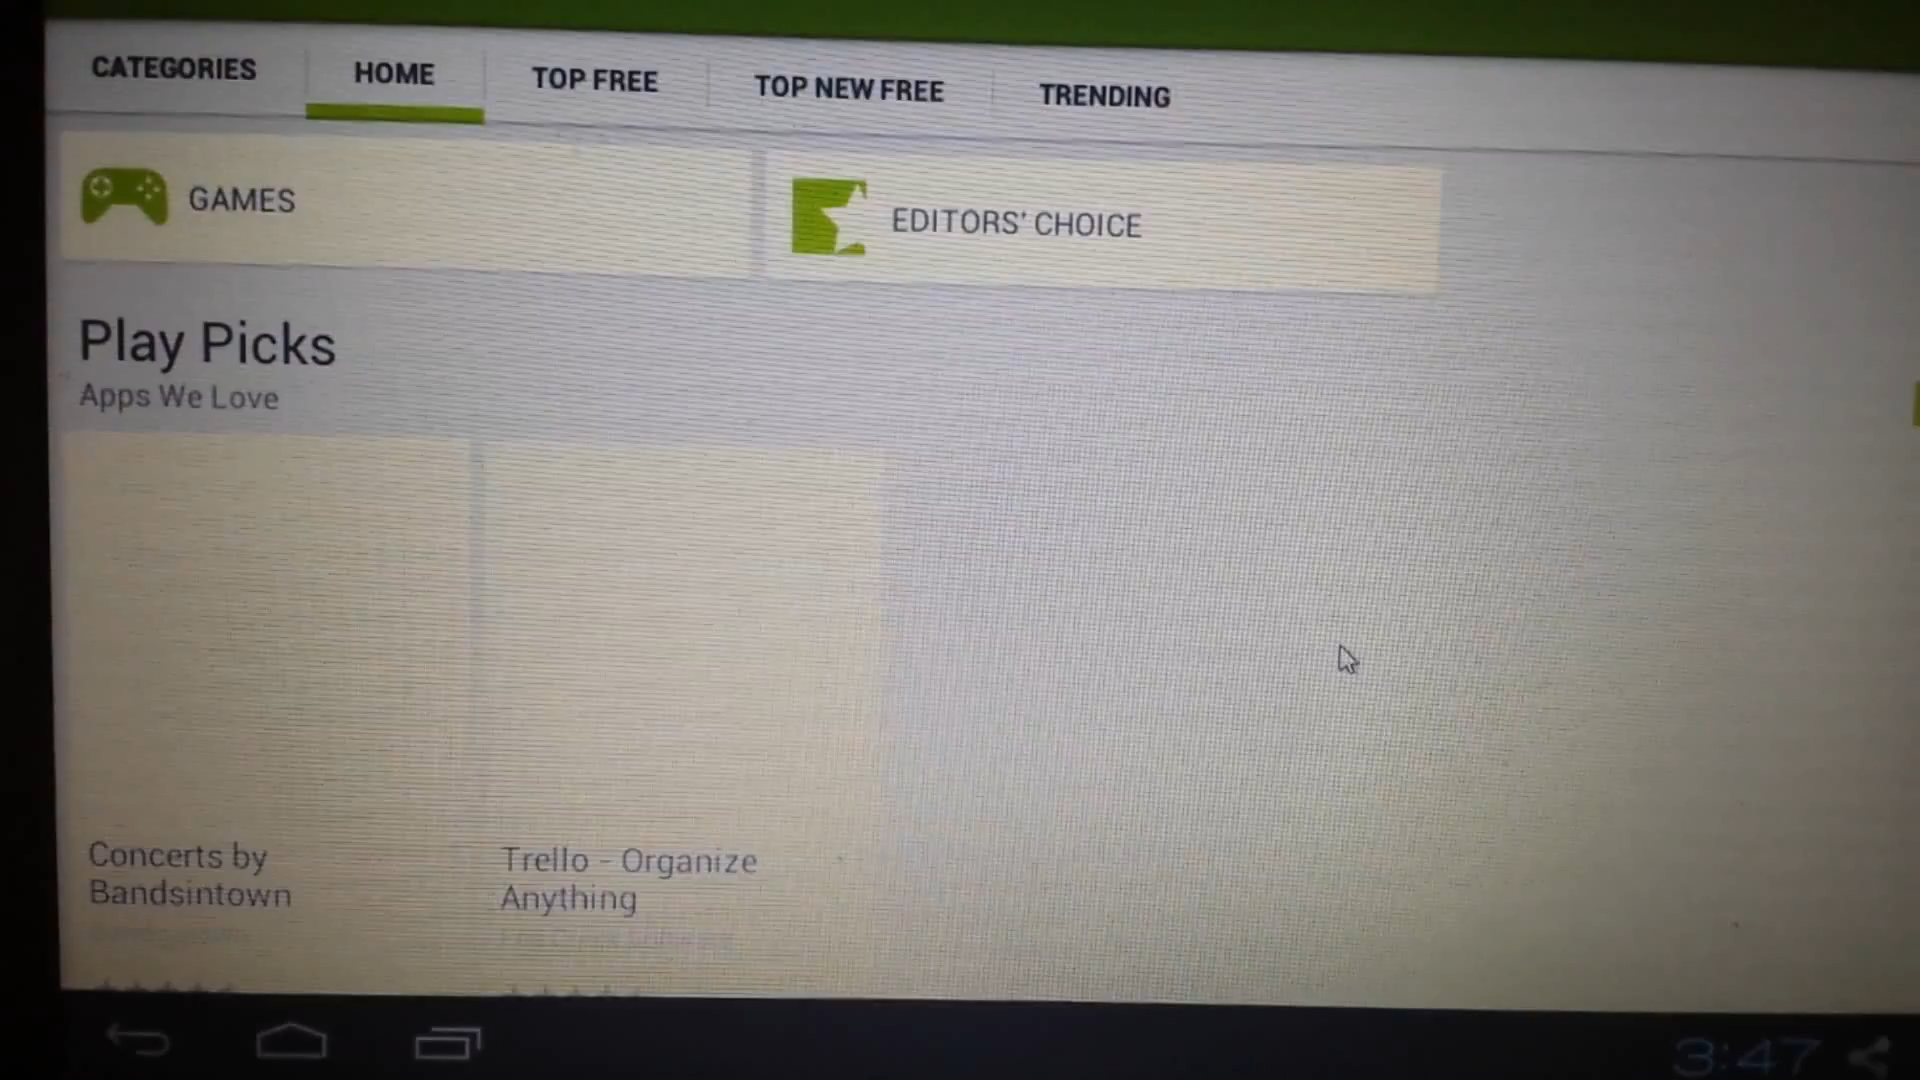 CATEGORIES
HOME
TOP FREE
TOP NEW FREE
TRENDING
GAMES
EDITORS' CHOICE
Play Picks
Apps We Love
Concerts by
Bandsintown
Trello - Organize
Anything
3:47